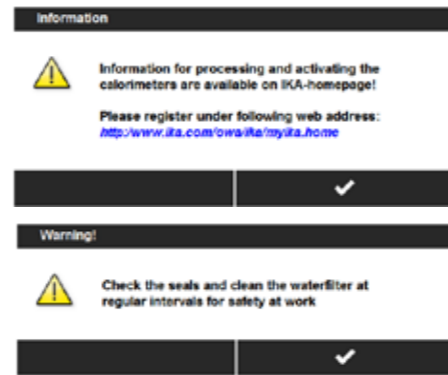 Information
Information for processing and activating the
calorimeters are available on IKA-homepage!
Please register under following web address:
http:/www.ika.com/owa/ika/myika.home
Warning!
Check the seals and clean the waterfilter at
regular intervals for safety at work